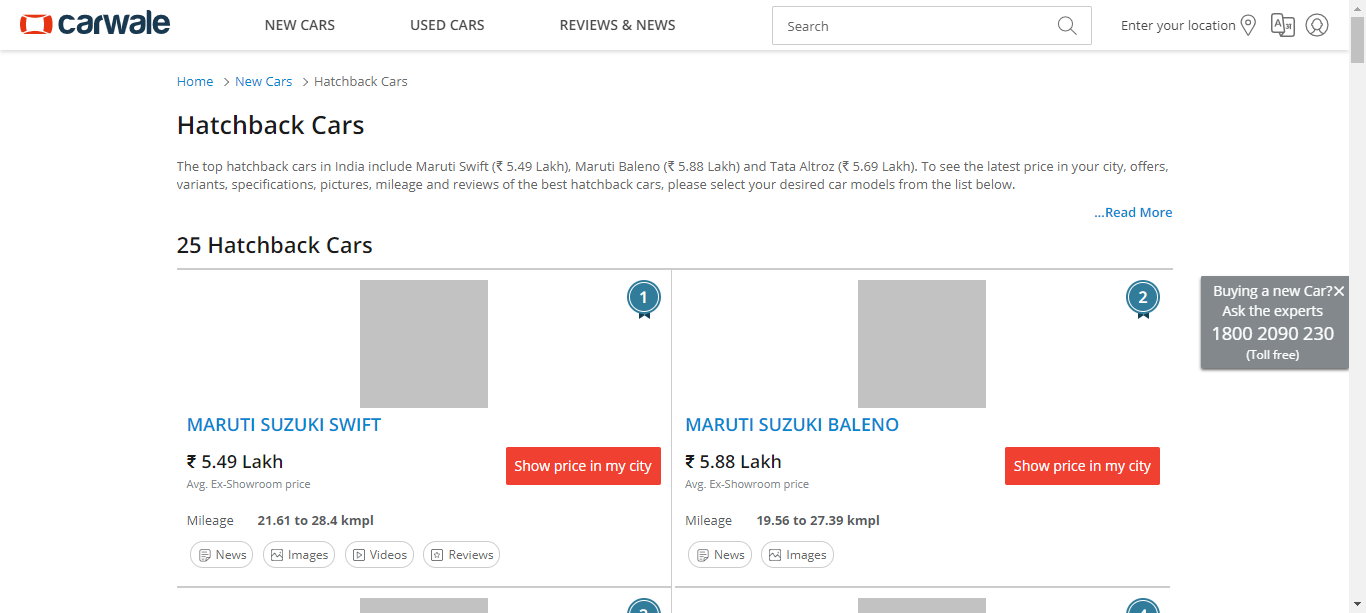 carwale
NEW CARS
USED CARS
REVIEWS & NEWS
Search
Enter your location
Home > New Cars > Hatchback Cars
Hatchback Cars
The top hatchback cars in India include Maruti Swift (₹ 5.49 Lakh), Maruti Baleno (₹ 5.88 Lakh) and Tata Altroz (₹ 5.69 Lakh). To see the latest price in your city, offers,
variants, specifications, pictures, mileage and reviews of the best hatchback cars, please select your desired car models from the list below.
...Read More
25 Hatchback Cars
1
MARUTI SUZUKI SWIFT
₹ 5.49 Lakh
Avg. Ex-Showroom price
Show price in my city
Mileage 21.61 to 28.4 kmpl
News Images Videos Reviews
2
MARUTI SUZUKI BALENO
₹ 5.88 Lakh
Avg. Ex-Showroom price
Show price in my city
Mileage 19.56 to 27.39 kmpl
News Images
Buying a new Car?
Ask the experts
1800 2090 230
(Toll free)